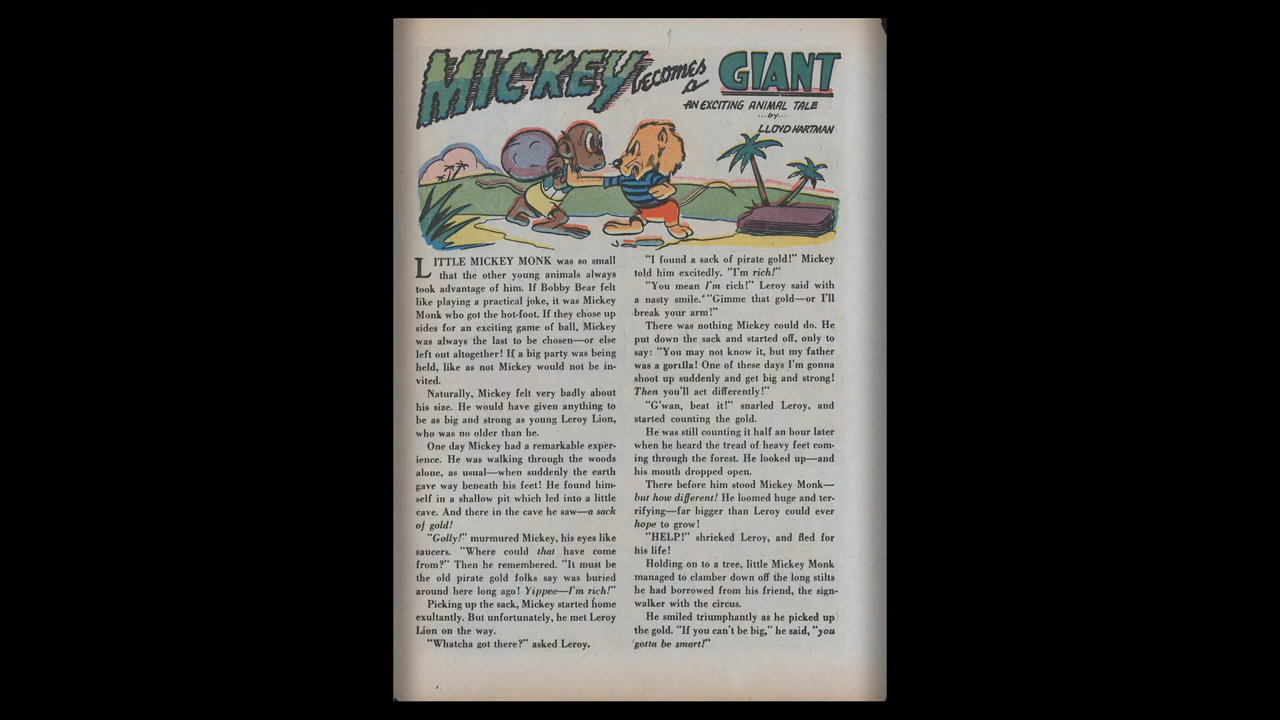 MICKEY becomes a GIANT
AN EXCITING ANIMAL TALE
...by...
LLOYD HARTMAN
LITTLE MICKEY MONK was so small
that the other young animals always
took advantage of him. If Bobby Bear felt
like playing a practical joke, it was Mickey
Monk who got the hot-foot. If they chose up
sides for an exciting game of ball, Mickey
was always the last to be chosen—or else
left out altogether! If a big party was being
held, like as not Mickey would not be in-
vited.
Naturally, Mickey felt very badly about
his size. He would have given anything to
be as big and strong as young Leroy Lion,
who was no older than he.
One day Mickey had a remarkable exper-
ience. He was walking through the woods
alone, as usual—when suddenly the earth
gave way beneath his feet! He found him-
self in a shallow pit which led into a little
cave. And there in the cave he saw—a sack
of gold!
"Golly!" murmured Mickey, his eyes like
saucers. "Where could that have come
from?" Then he remembered. "It must be
the old pirate gold folks say was buried
around here long ago! Yippee—I'm rich!"
Picking up the sack, Mickey started home
exultantly. But unfortunately, he met Leroy
Lion on the way.
"Whatcha got there?" asked Leroy.
"I found a sack of pirate gold!" Mickey
told him excitedly. "I'm rich!"
"You mean I'm rich!" Leroy said with
a nasty smile. "Gimme that gold—or I'll
break your arm!"
There was nothing Mickey could do. He
put down the sack and started off, only to
say: "You may not know it, but my father
was a gorilla! One of these days I'm gonna
shoot up suddenly and get big and strong!
Then you'll act differently!"
"G'wan, beat it!" snarled Leroy, and
started counting the gold.
He was still counting it half an hour later
when he heard the tread of heavy feet com-
ing through the forest. He looked up—and
his mouth dropped open.
There before him stood Mickey Monk—
but how different! He loomed huge and ter-
rifying—far bigger than Leroy could ever
hope to grow!
"HELP!" shrieked Leroy, and fled for
his life!
Holding on to a tree, little Mickey Monk
managed to clamber down off the long stilts
he had borrowed from his friend, the sign-
walker with the circus.
He smiled triumphantly as he picked up
the gold. "If you can't be big," he said, "you
gotta be smart!"